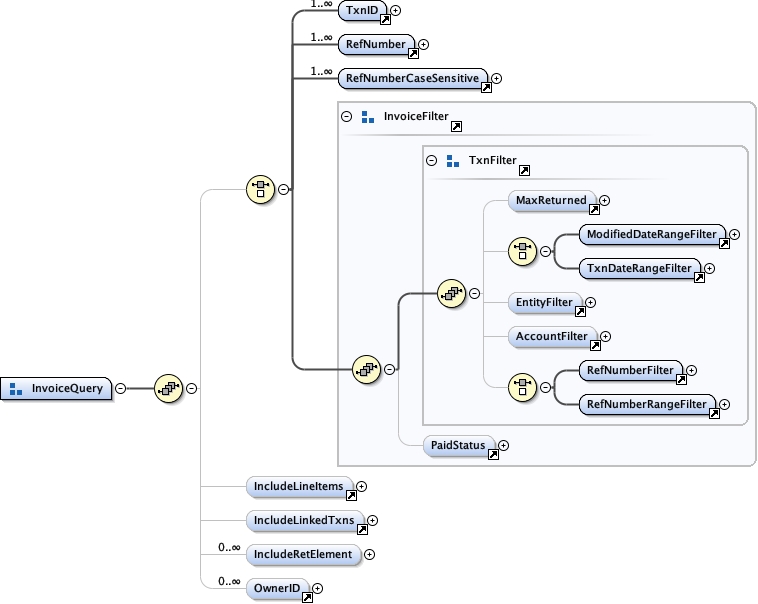 1..∞
TxnID
1..∞
RefNumber
1..∞
RefNumberCaseSensitive
InvoiceFilter
TxnFilter
MaxReturned
ModifiedDateRangeFilter
TxnDateRangeFilter
EntityFilter
AccountFilter
RefNumberFilter
RefNumberRangeFilter
PaidStatus
InvoiceQuery
IncludeLineItems
IncludeLinkedTxns
0..∞
IncludeRetElement
0..∞
OwnerID